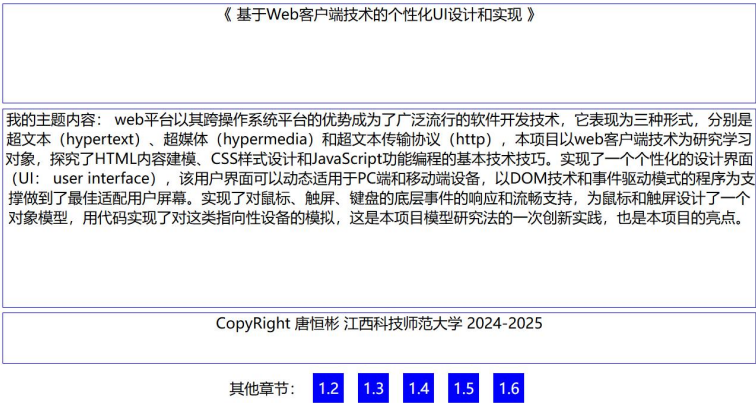 《 基于Web客户端技术的个性化UI设计和实现 》
我的主题内容： web平台以其跨操作系统平台的优势成为了广泛流行的软件开发技术，它表现为三种形式，分别是
超文本（hypertext）、超媒体（hypermedia）和超文本传输协议（http），本项目以web客户端技术为研究学习
对象，探究了HTML内容建模、CSS样式设计和JavaScript功能编程的基本技术技巧。实现了一个个性化的设计界面
（UI： user interface），该用户界面可以动态适用于PC端和移动端设备，以DOM技术和事件驱动模式的程序为支
撑做到了最佳适配用户屏幕。实现了对鼠标、触屏、键盘的底层事件的响应和流畅支持，为鼠标和触屏设计了一个
对象模型，用代码实现了对这类指向性设备的模拟，这是本项目模型研究法的一次创新实践，也是本项目的亮点。
CopyRight 唐恒彬 江西科技师范大学 2024-2025
其他章节： 1.2 1.3 1.4 1.5 1.6